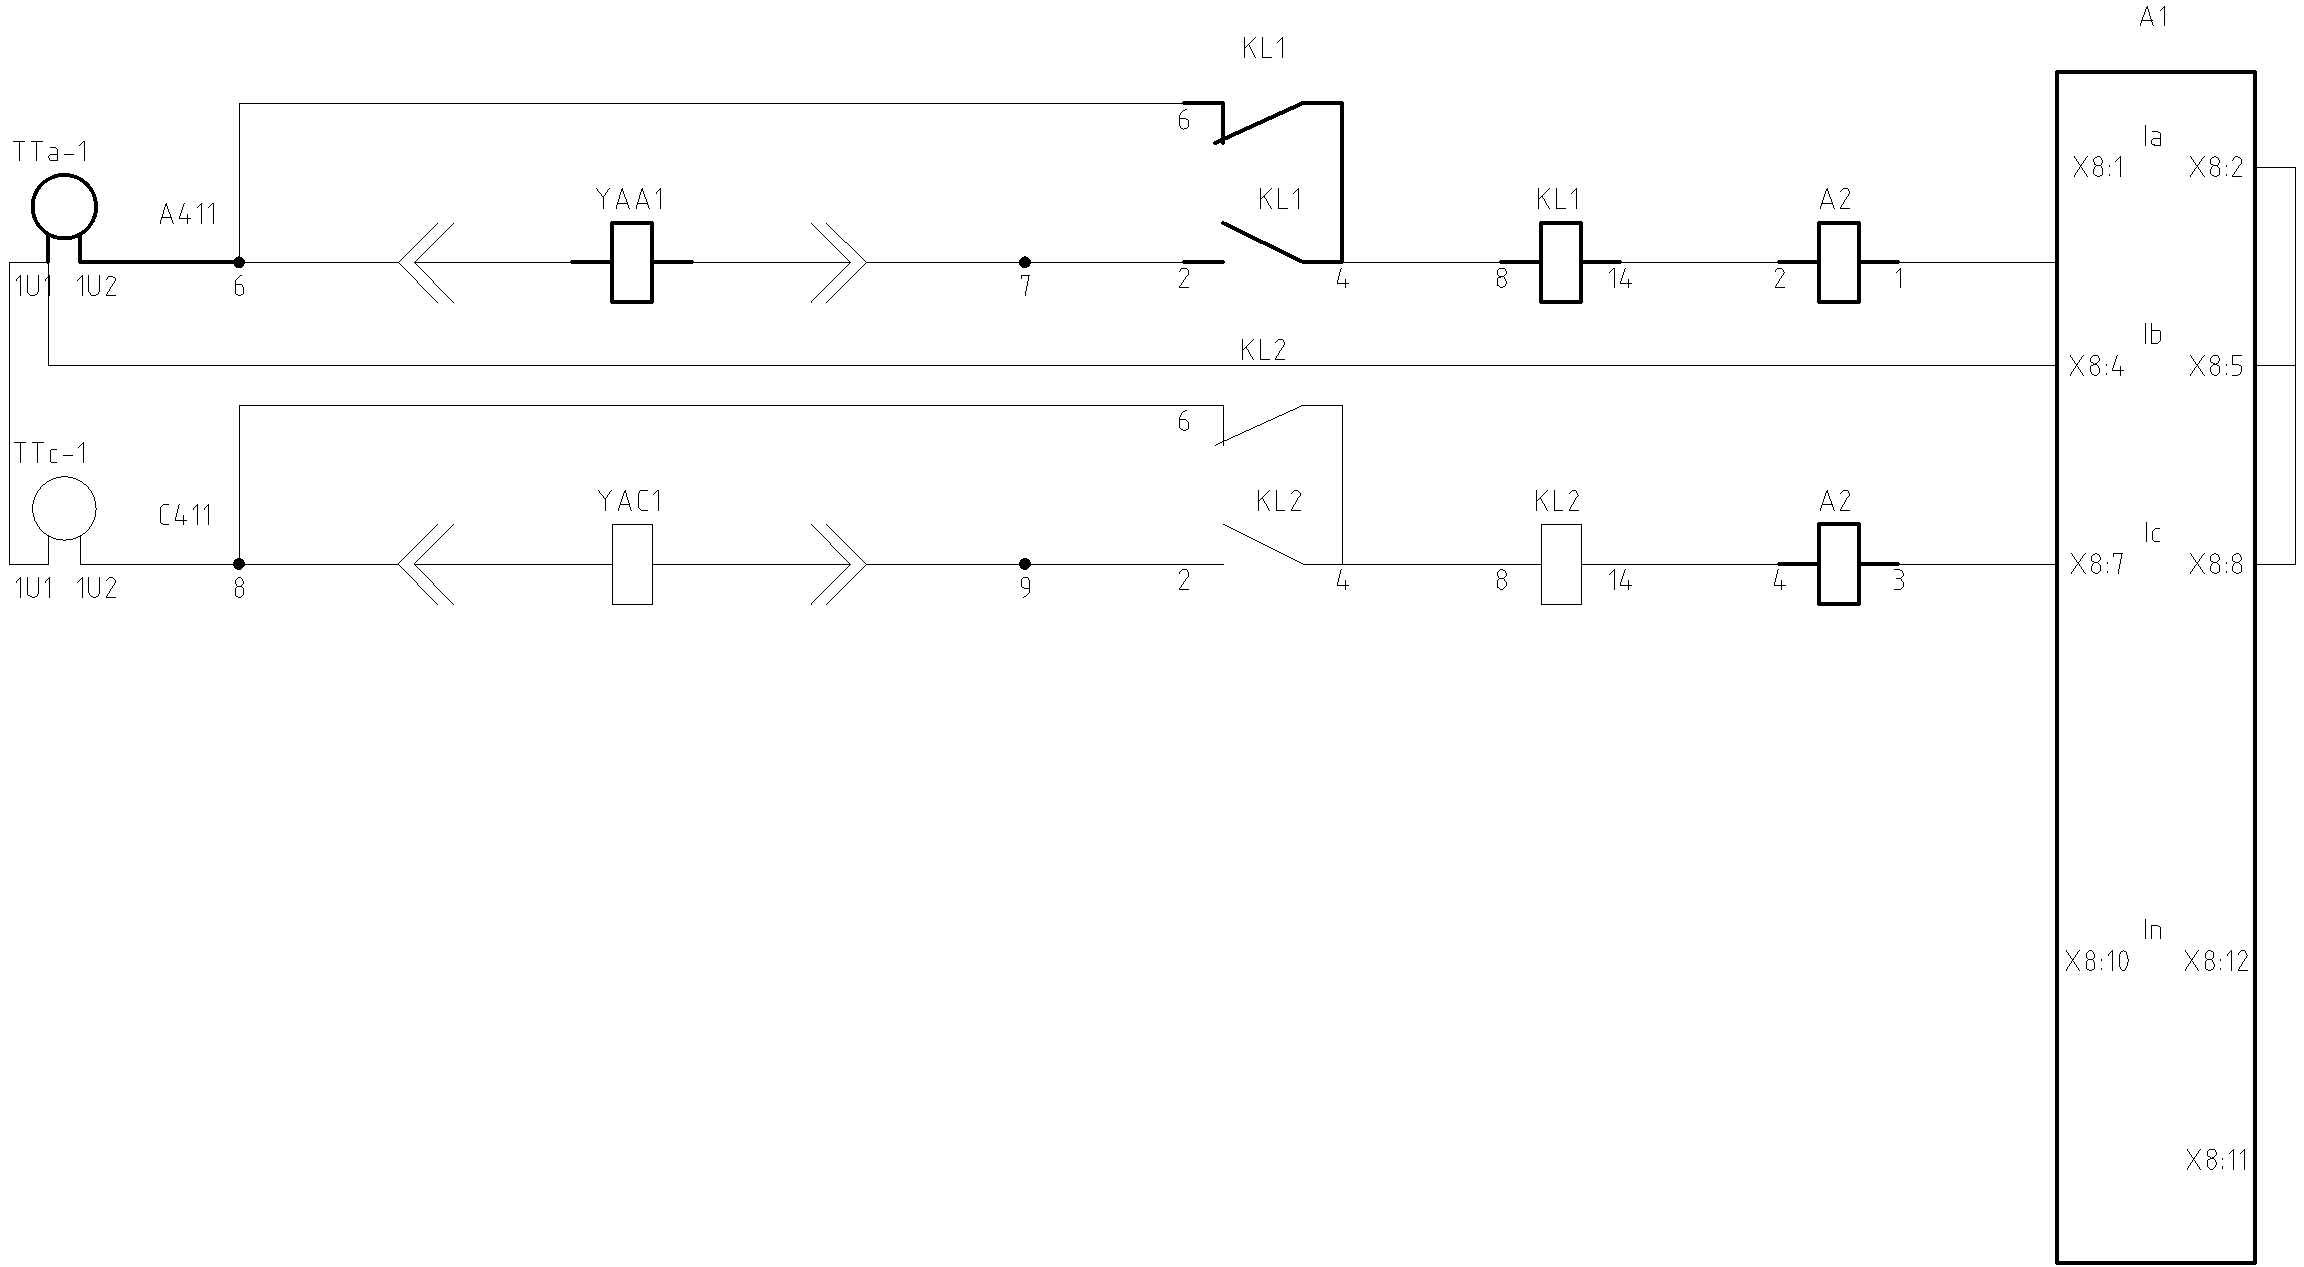 A1
KL1
6
Ia
TTa-1
X8:1 X8:2
A411 YAA1 KL1 KL1 A2
1U1 1U2 6 7 2 4 8 14 2 1
Ib
KL2
X8:4 X8:5
6
TTc-1
C411 YAC1 KL2 KL2 A2
Ic
X8:7 X8:8
1U1 1U2 8 9 2 4 8 14 4 3
In
X8:10 X8:12
X8:11